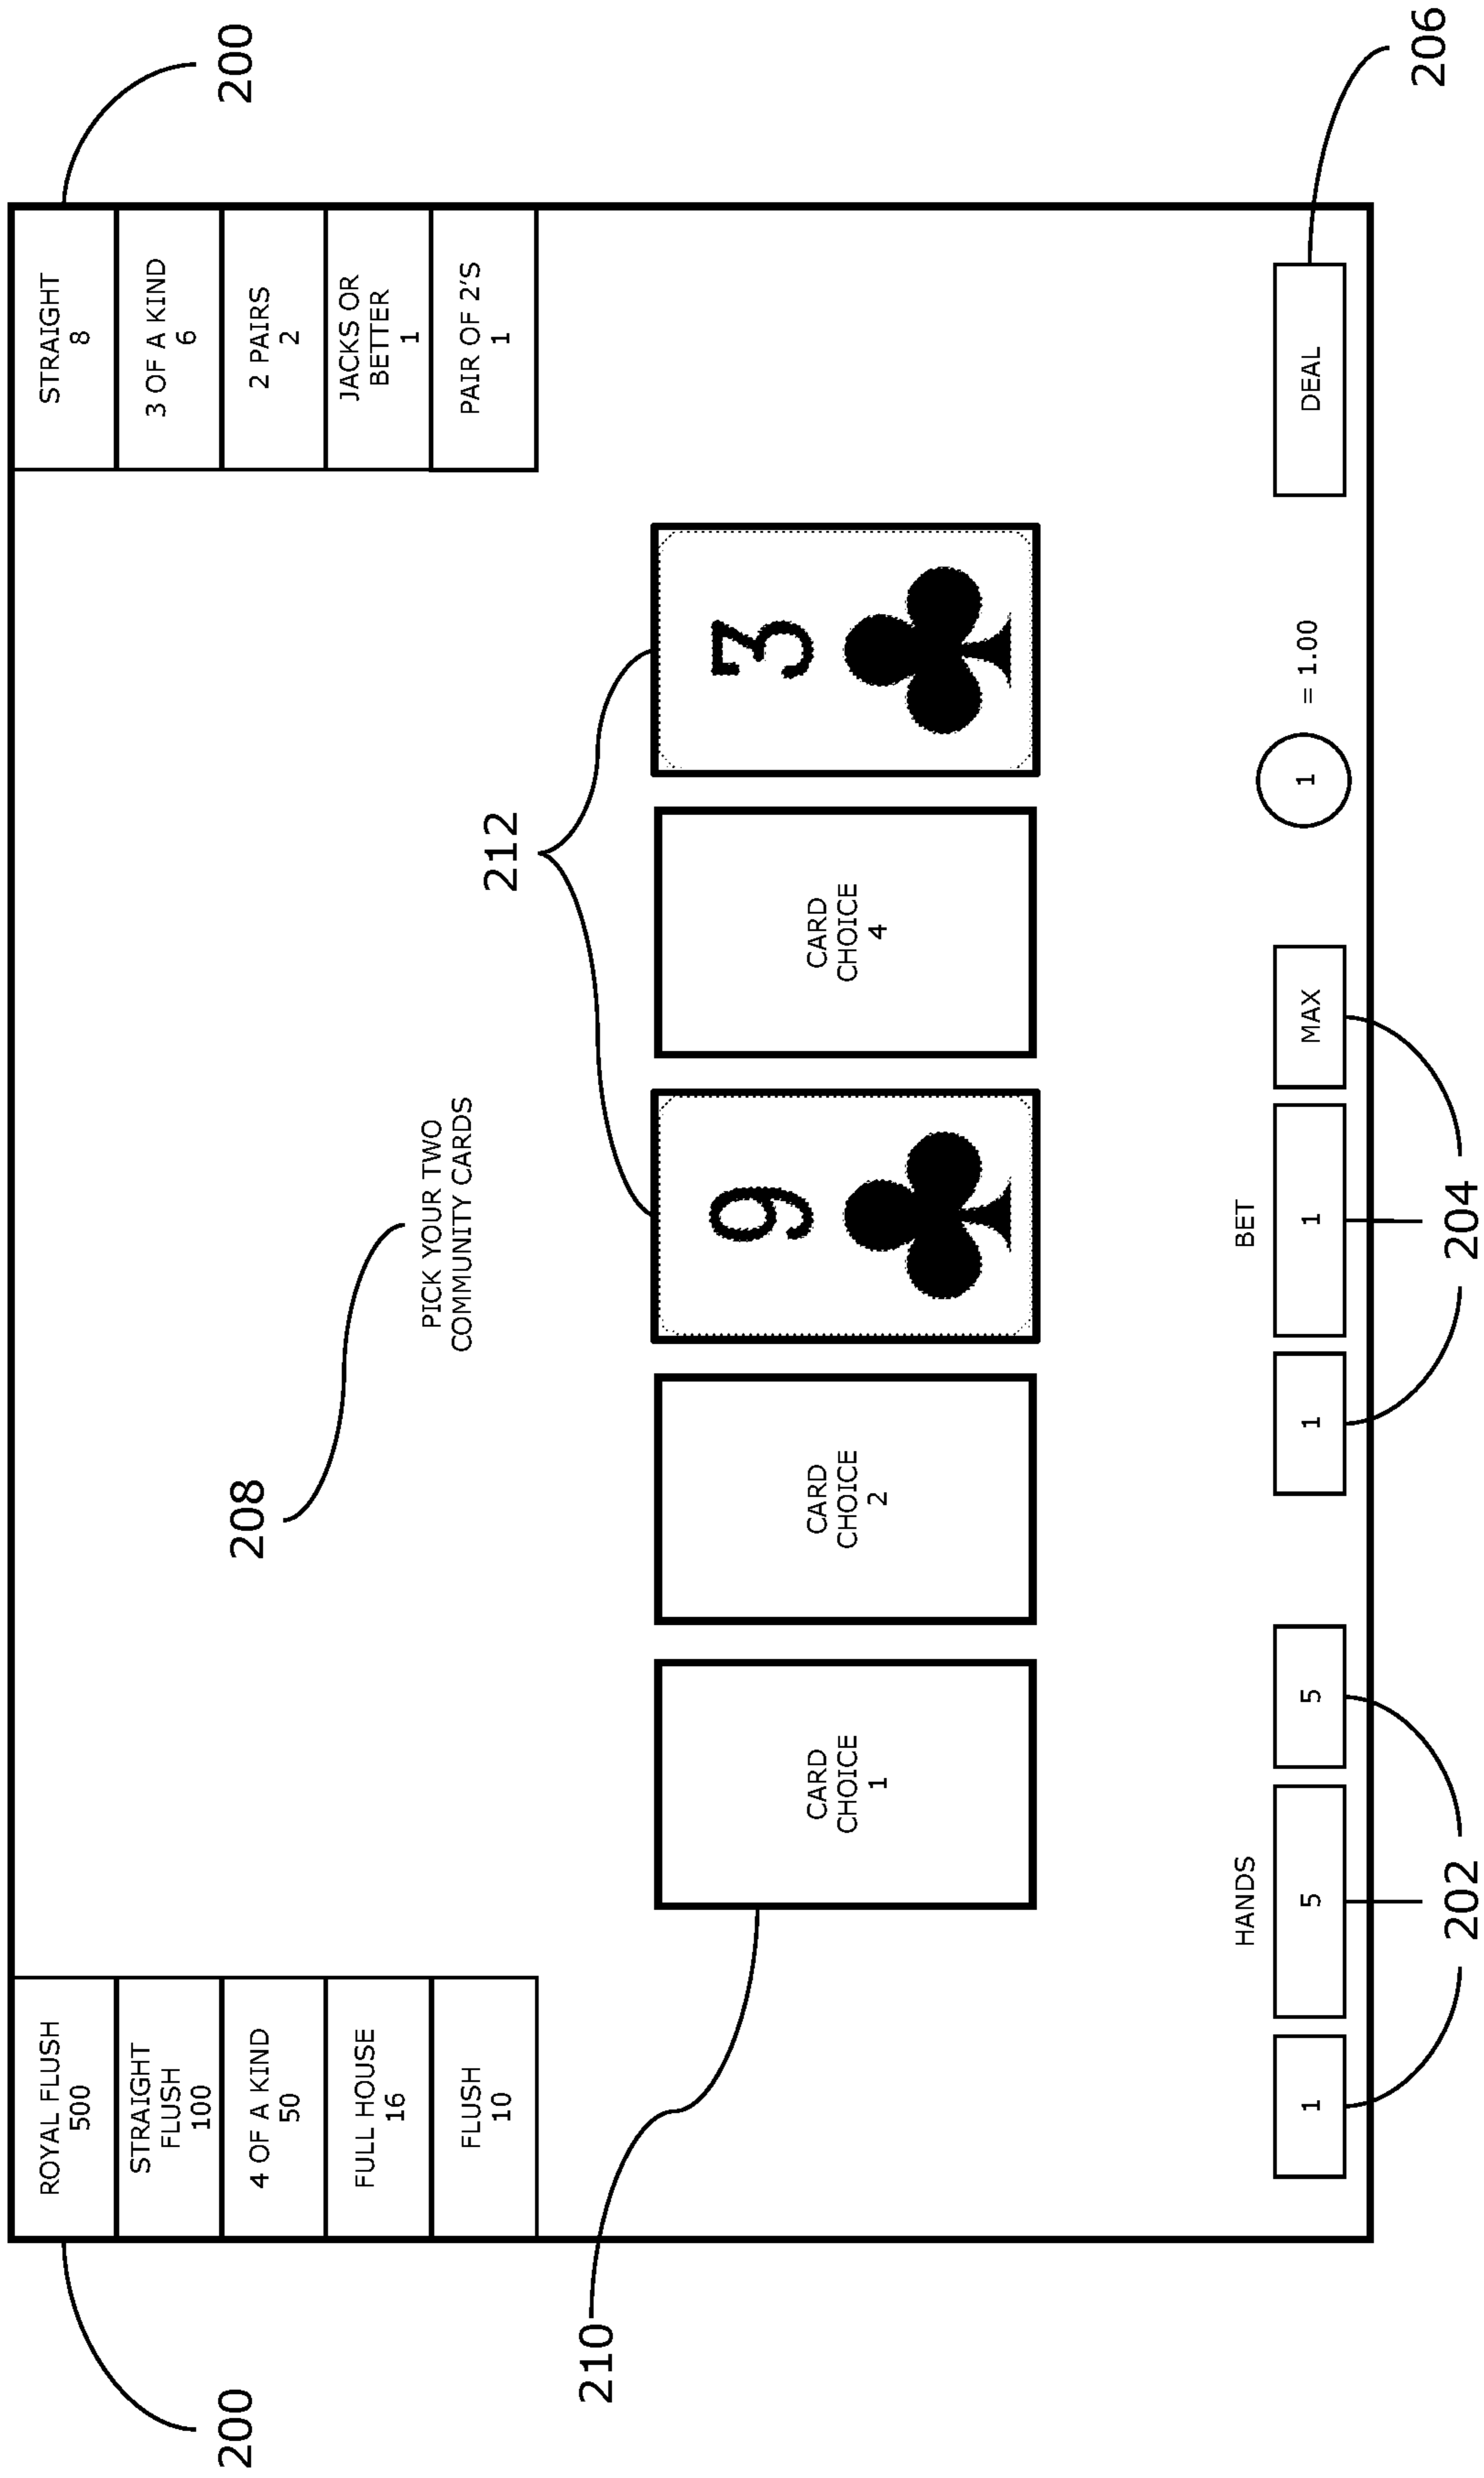 200
200
ROYAL FLUSH
500
STRAIGHT
FLUSH
100
4 OF A KIND
50
FULL HOUSE
16
FLUSH
10
STRAIGHT
8
3 OF A KIND
6
2 PAIRS
2
JACKS OR
BETTER
1
PAIR OF 2'S
1
208
PICK YOUR TWO
COMMUNITY CARDS
212
210
CARD
CHOICE
1
CARD
CHOICE
2
9
CARD
CHOICE
4
3
HANDS
1
5
5
BET
1
1
MAX
1
= 1.00
DEAL
202
204
206